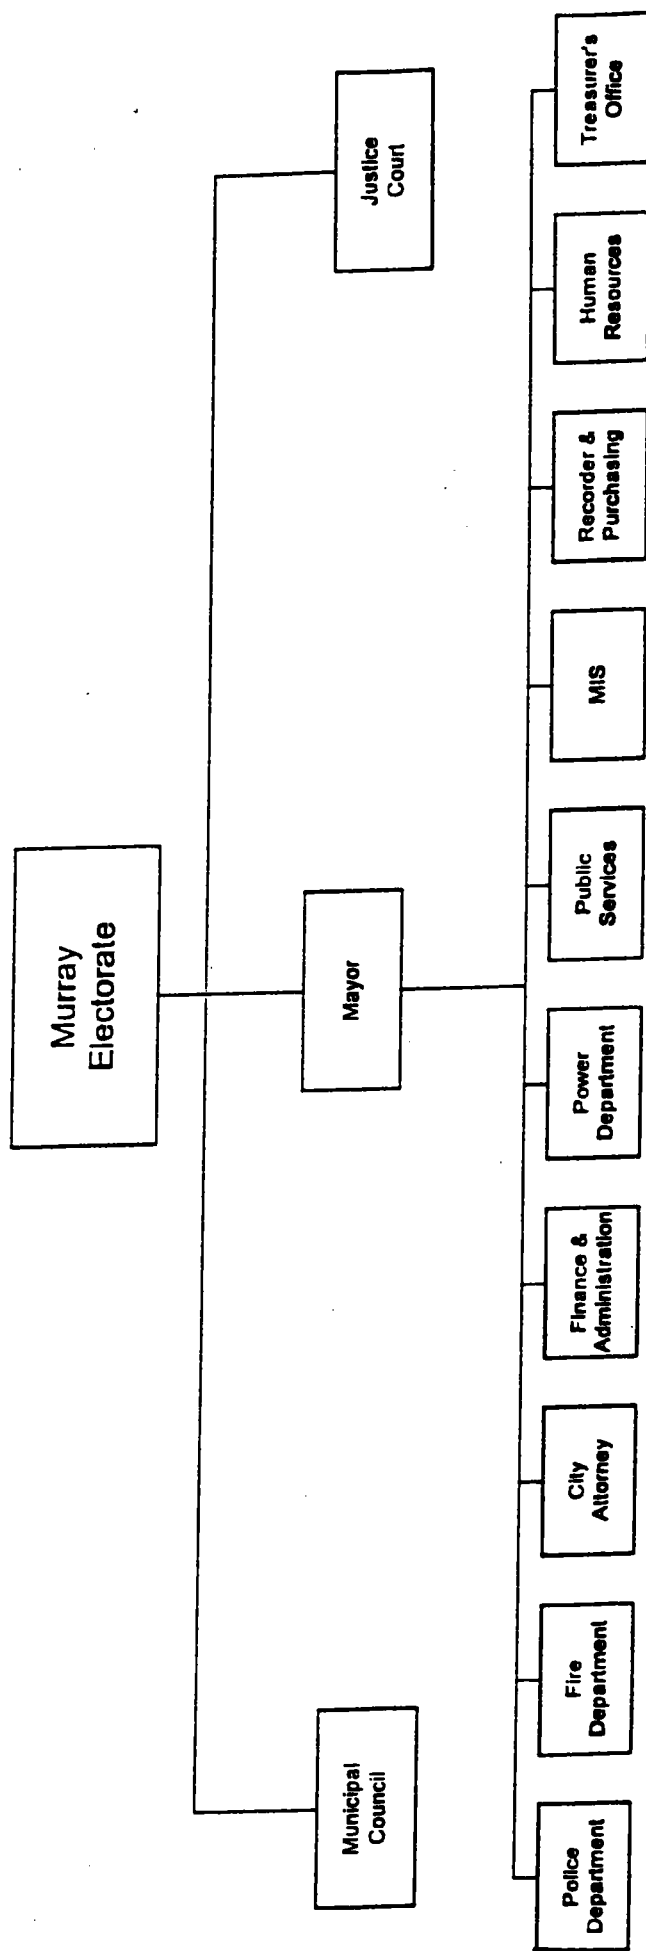 Murray
Electorate
Municipal
Council
Mayor
Justice
Court
Police
Department
Fire
Department
City
Attorney
Finance &
Administration
Power
Department
Public
Services
MIS
Recorder &
Purchasing
Human
Resources
Treasurer's
Office